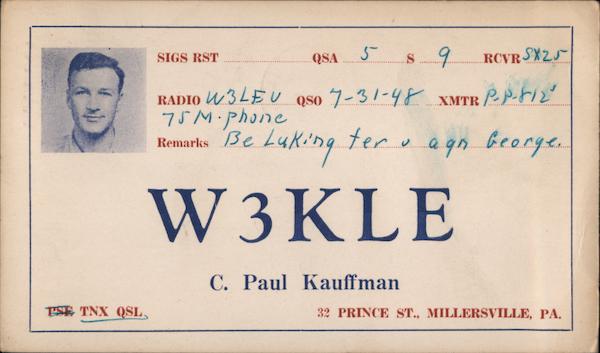 SIGS RST QSA 5 S 9 RCVR SX25
RADIO W3LEU QSO 7-31-48 XMTR P.P-812's
75M. phone
Remarks Be Luking fer u agn George.
W3KLE
C. Paul Kauffman
PSE TNX QSL
32 PRINCE ST., MILLERSVILLE, PA.